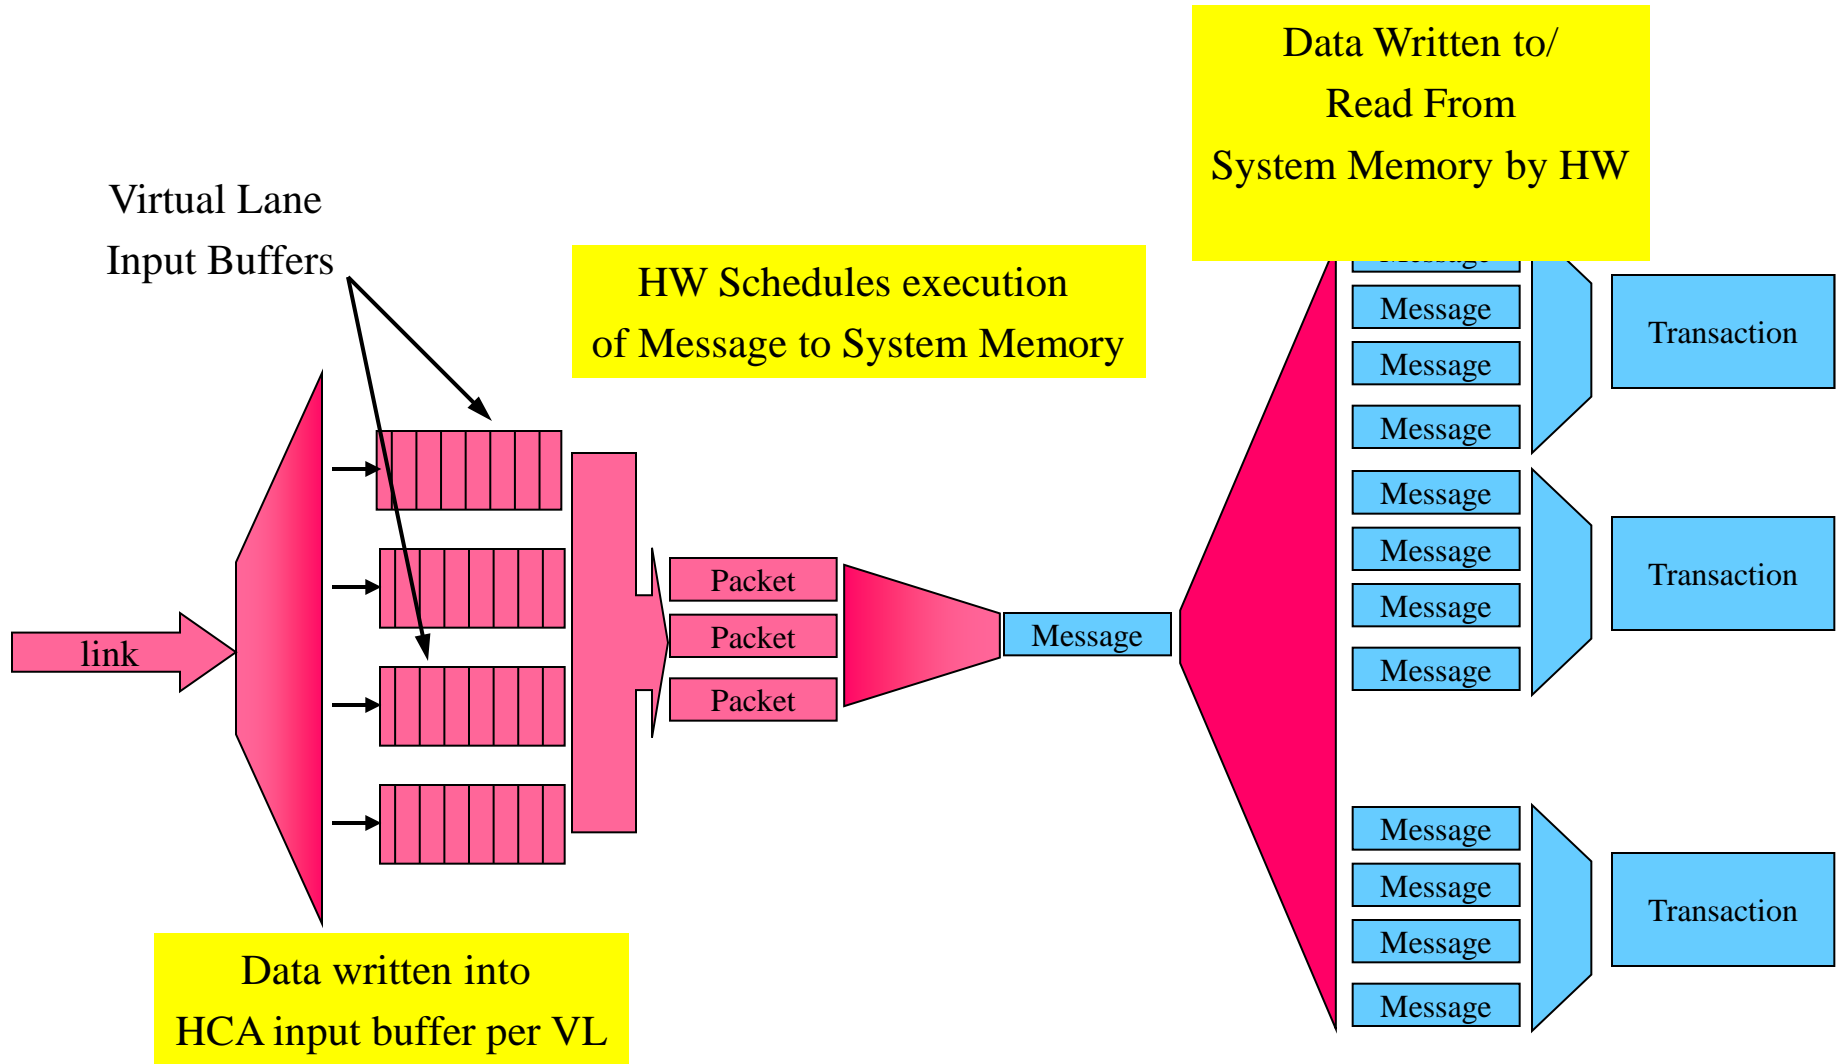 Data Written to/
Read From
System Memory by HW
Virtual Lane
Input Buffers
HW Schedules execution
of Message to System Memory
Message
Message
Message
Message
Transaction
Message
Message
Message
Message
Transaction
link
Packet
Packet
Packet
Message
Message
Message
Message
Message
Transaction
Data written into
HCA input buffer per VL